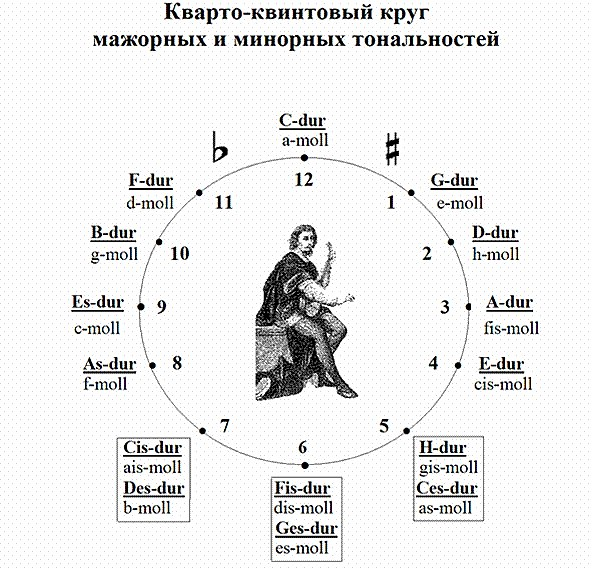 Кварто-квинтовый круг
мажорных и минорных тональностей
C-dur
a-moll
♭
♯
12
F-dur
d-moll
11
1
G-dur
e-moll
B-dur
g-moll
10
2
D-dur
h-moll
Es-dur
c-moll
9
3
A-dur
fis-moll
As-dur
f-moll
8
4
E-dur
cis-moll
7
5
6
Cis-dur
ais-moll
Des-dur
b-moll
Fis-dur
dis-moll
Ges-dur
es-moll
H-dur
gis-moll
Ces-dur
as-moll